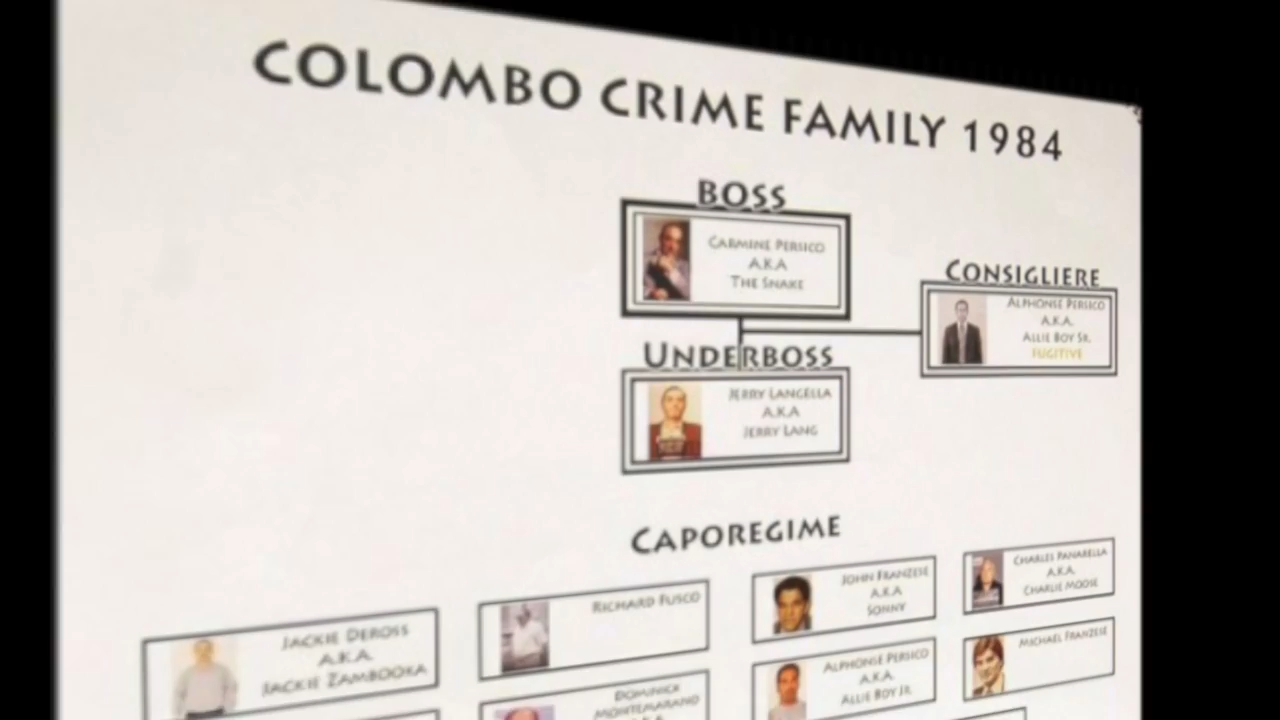 COLOMBO CRIME FAMILY 1984
BOSS
CARMINE PERSICO
A.K.A
THE SNAKE
CONSIGLIERE
ALPHONSE PERSICO
A.K.A.
ALLIE BOY SR.
FUGITIVE
UNDERBOSS
JERRY LANGELLA
A.K.A
JERRY LANG
CAPOREGIME
JACKIE DEROSS
A.K.A.
JACKIE ZAMBOOKA
RICHARD FUSCO
JOHN FRANZESE
A.K.A
SONNY
CHARLES PANARELLA
A.K.A.
CHARLIE MOOSE
DOMINICK
MONTEMARANO
ALPHONSE PERSICO
A.K.A.
ALLIE BOY JR.
MICHAEL FRANZESE